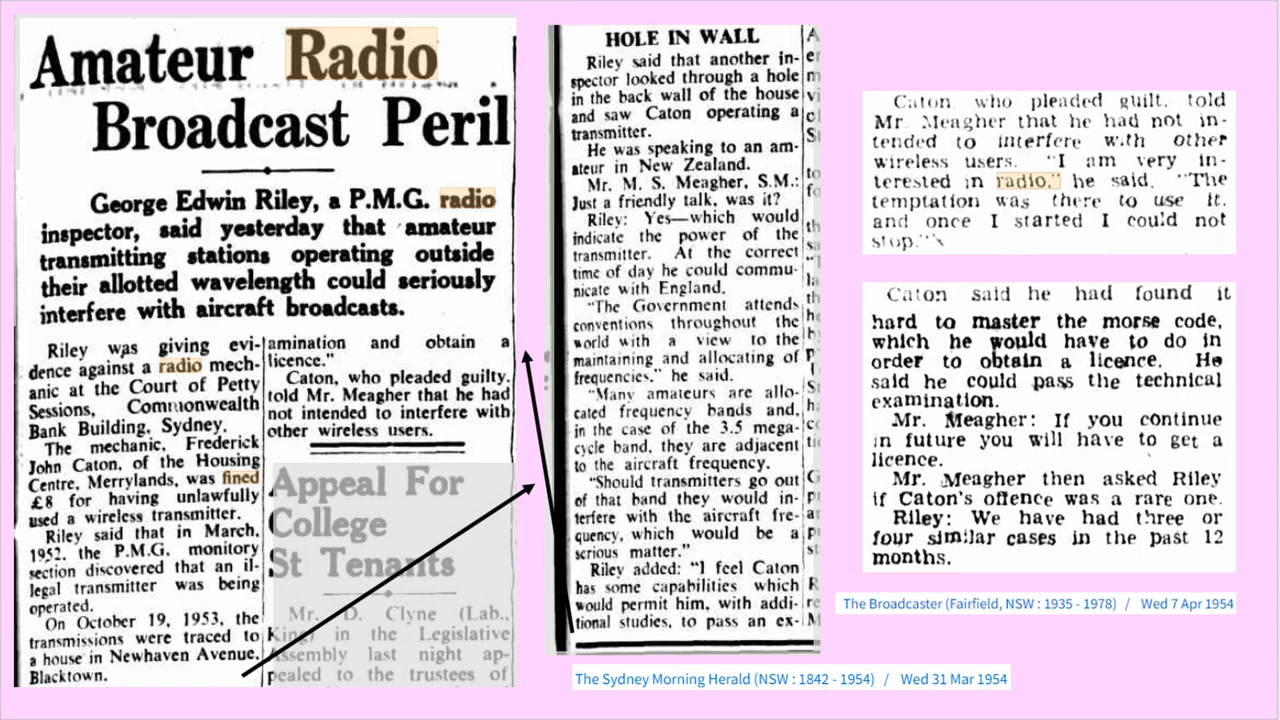 Amateur Radio
Broadcast Peril
George Edwin Riley, a P.M.G. radio
inspector, said yesterday that amateur
transmitting stations operating outside
their allotted wavelength could seriously
interfere with aircraft broadcasts.
Riley was giving evi-
dence against a radio mech-
anic at the Court of Petty
Sessions, Commonwealth
Bank Building, Sydney.
The mechanic, Frederick
John Caton, of the Housing
Centre, Merrylands, was fined
£8 for having unlawfully
used a wireless transmitter.
Riley said that in March,
1952, the P.M.G. monitory
section discovered that an il-
legal transmitter was being
operated.
On October 19, 1953, the
transmissions were traced to
a house in Newhaven Avenue,
Blacktown.
HOLE IN WALL
Riley said that another in-
spector looked through a hole
in the back wall of the house
and saw Caton operating a
transmitter.
He was speaking to an am-
ateur in New Zealand.
Mr. M. S. Meagher, S.M.:
Just a friendly talk, was it?
Riley: Yes—which would
indicate the power of the
transmitter. At the correct
time of day he could commu-
nicate with England.
"The Government attends
conventions throughout the
world with a view to the
maintaining and allocating of
frequencies," he said.
"Many amateurs are allo-
cated frequency bands and,
in the case of the 3.5 mega-
cycle band, they are adjacent
to the aircraft frequency.
"Should transmitters go out
of that band they would in-
terfere with the aircraft fre-
quency, which would be a
serious matter."
Riley added: "I feel Caton
has some capabilities which
would permit him, with addi-
tional studies, to pass an ex-
amination and obtain a
licence."
Caton, who pleaded guilty,
told Mr. Meagher that he had
not intended to interfere with
other wireless users.
Appeal For
College
St Tenants
Mr. D. Clyne (Lab.,
King) in the Legislative
Assembly last night ap-
pealed to the trustees of
The Sydney Morning Herald (NSW : 1842 - 1954) / Wed 31 Mar 1954
Caton, who pleaded guilt, told
Mr. Meagher that he had not in-
tended to interfere with other
wireless users. "I am very in-
terested in radio," he said. "The
temptation was there to use it,
and once I started I could not
stop."
Caton said he had found it
hard to master the morse code,
which he would have to do in
order to obtain a licence. He
said he could pass the technical
examination.
Mr. Meagher: If you continue
in future you will have to get a
licence.
Mr. Meagher then asked Riley
if Caton's offence was a rare one.
Riley: We have had three or
four similar cases in the past 12
months.
The Broadcaster (Fairfield, NSW : 1935 - 1978) / Wed 7 Apr 1954